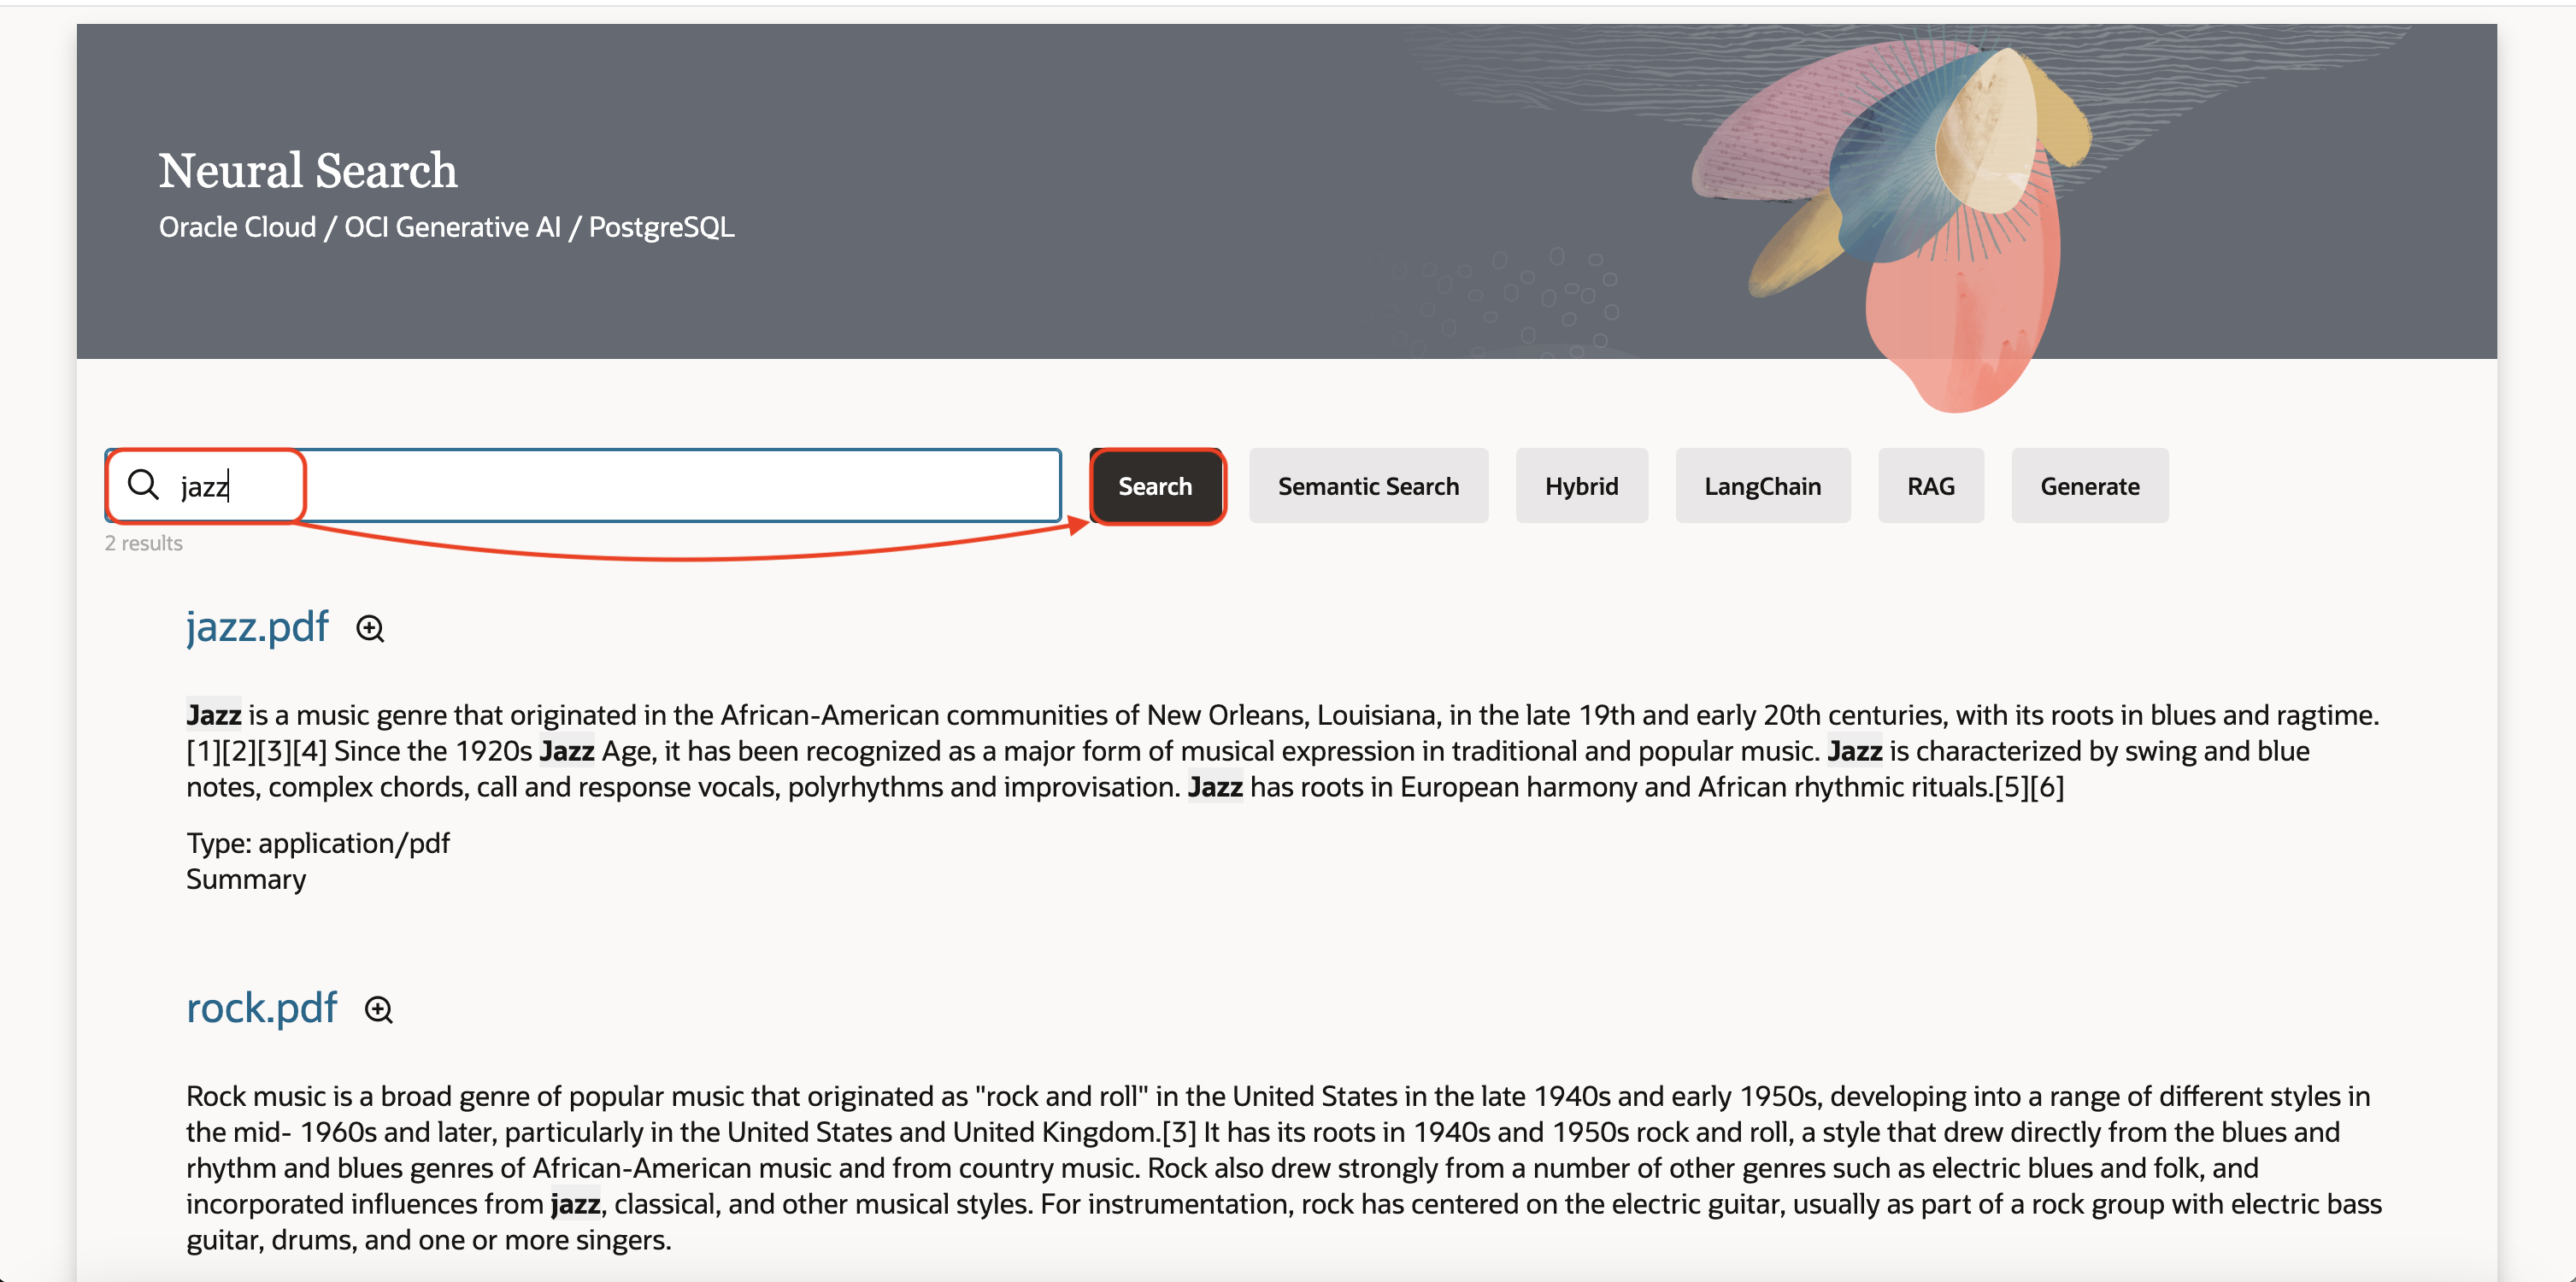 Neural Search
Oracle Cloud / OCI Generative AI / PostgreSQL
jazz
Search
Semantic Search
Hybrid
LangChain
RAG
Generate
2 results
jazz.pdf
Jazz is a music genre that originated in the African-American communities of New Orleans, Louisiana, in the late 19th and early 20th centuries, with its roots in blues and ragtime.
[1][2][3][4] Since the 1920s Jazz Age, it has been recognized as a major form of musical expression in traditional and popular music. Jazz is characterized by swing and blue
notes, complex chords, call and response vocals, polyrhythms and improvisation. Jazz has roots in European harmony and African rhythmic rituals.[5][6]
Type: application/pdf
Summary
rock.pdf
Rock music is a broad genre of popular music that originated as "rock and roll" in the United States in the late 1940s and early 1950s, developing into a range of different styles in
the mid- 1960s and later, particularly in the United States and United Kingdom.[3] It has its roots in 1940s and 1950s rock and roll, a style that drew directly from the blues and
rhythm and blues genres of African-American music and from country music. Rock also drew strongly from a number of other genres such as electric blues and folk, and
incorporated influences from jazz, classical, and other musical styles. For instrumentation, rock has centered on the electric guitar, usually as part of a rock group with electric bass
guitar, drums, and one or more singers.